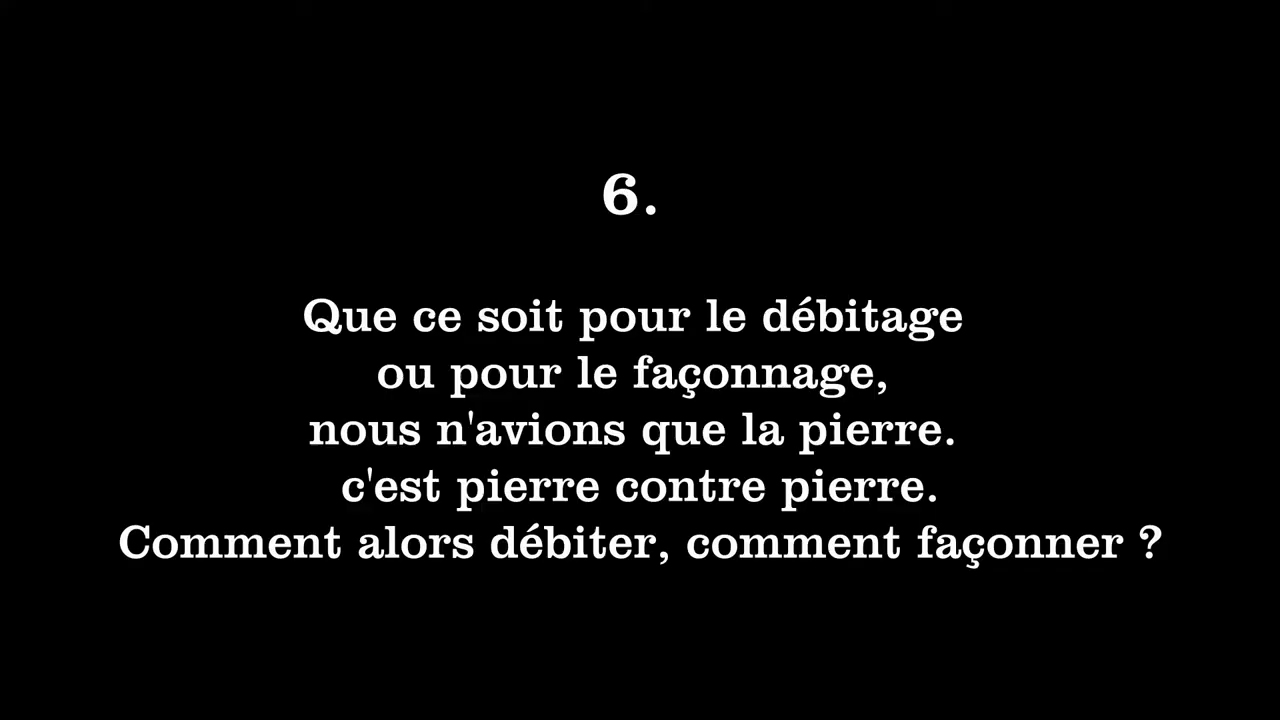 6.
Que ce soit pour le débitage
ou pour le façonnage,
nous n'avions que la pierre.
c'est pierre contre pierre.
Comment alors débiter, comment façonner ?